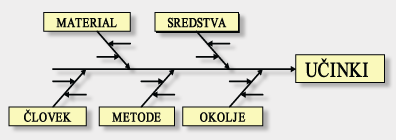 MATERIAL
SREDSTVA
UČINKI
ČLOVEK
METODE
OKOLJE